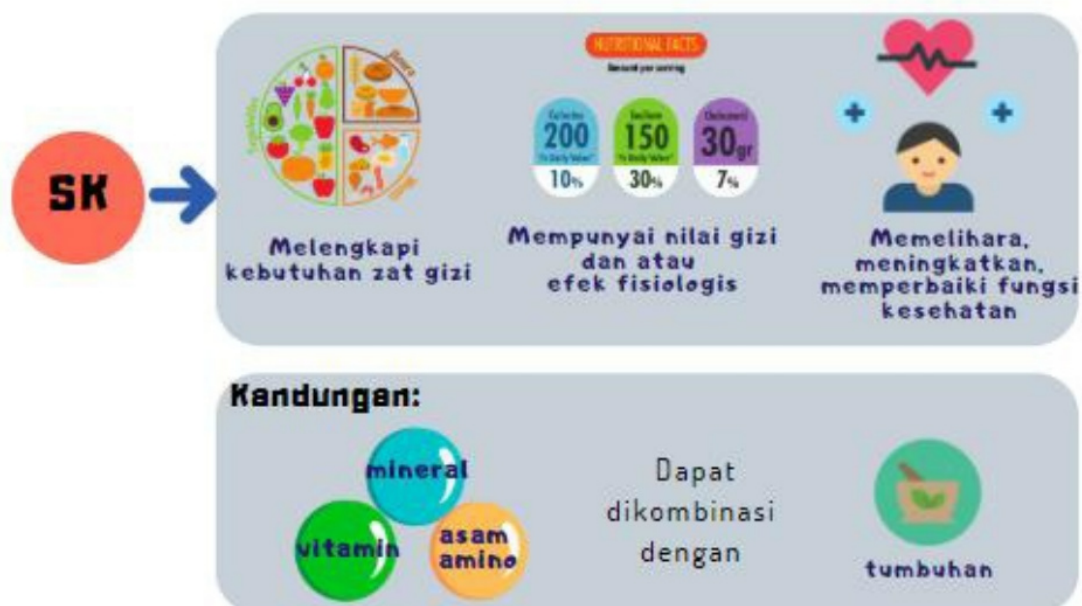 SK
NUTRITIONAL FACTS
200
10%
150
30%
30gr
7%
Melengkapi
kebutuhan zat gizi
Mempunyai nilai gizi
dan atau
efek fisiologis
Memelihara,
meningkatkan,
memperbaiki fungsi
kesehatan
Kandungan:
mineral
vitamin
asam
amino
Dapat
dikombinasi
dengan
tumbuhan